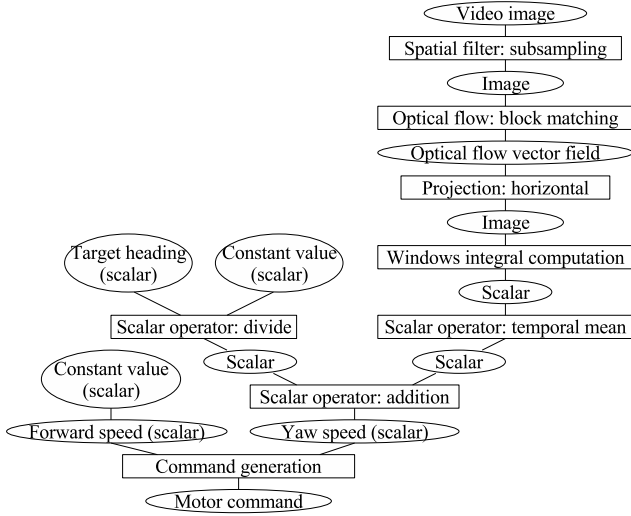 Video image
Spatial filter: subsampling
Image
Optical flow: block matching
Optical flow vector field
Projection: horizontal
Image
Target heading
(scalar)
Constant value
(scalar)
Windows integral computation
Scalar
Scalar operator: divide
Scalar operator: temporal mean
Constant value
(scalar)
Scalar
Scalar
Scalar operator: addition
Forward speed (scalar)
Yaw speed (scalar)
Command generation
Motor command